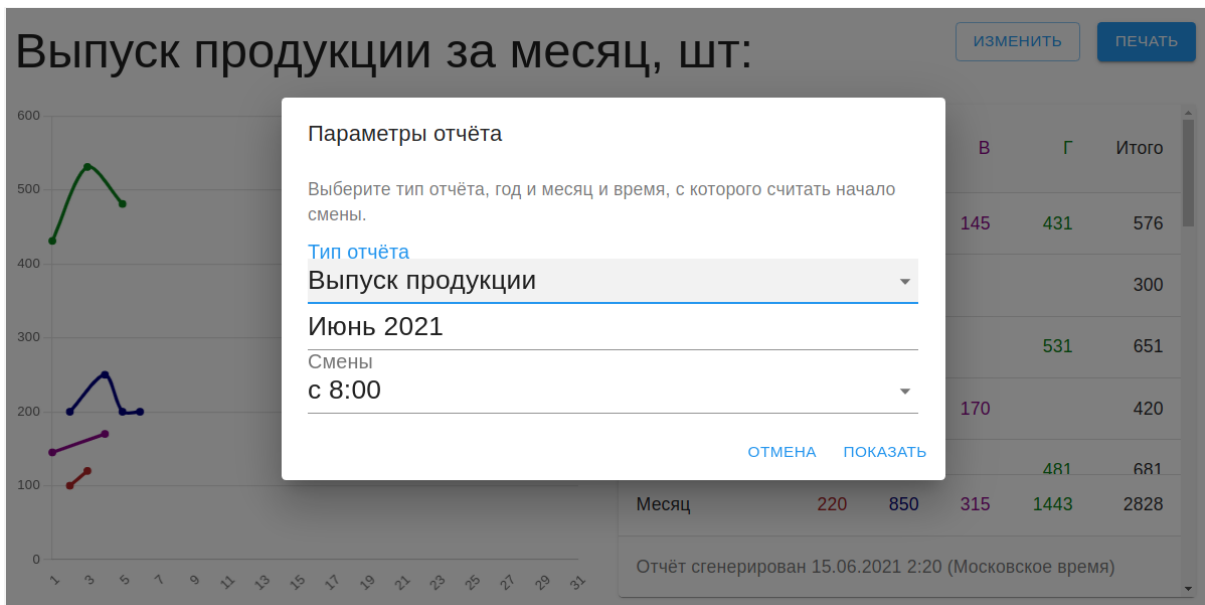 Выпуск продукции за месяц, шт:
ИЗМЕНИТЬ
ПЕЧАТЬ
600
500
400
300
200
100
0
1 3 5 7 9 11 13 15 17 19 21 23 25 27 29 31
Параметры отчёта
Выберите тип отчёта, год и месяц и время, с которого считать начало
смены.
Тип отчёта
Выпуск продукции
Июнь 2021
Смены
с 8:00
ОТМЕНА ПОКАЗАТЬ
В Г Итого
145 431 576
300
531 651
170 420
481 681
Месяц 220 850 315 1443 2828
Отчёт сгенерирован 15.06.2021 2:20 (Московское время)